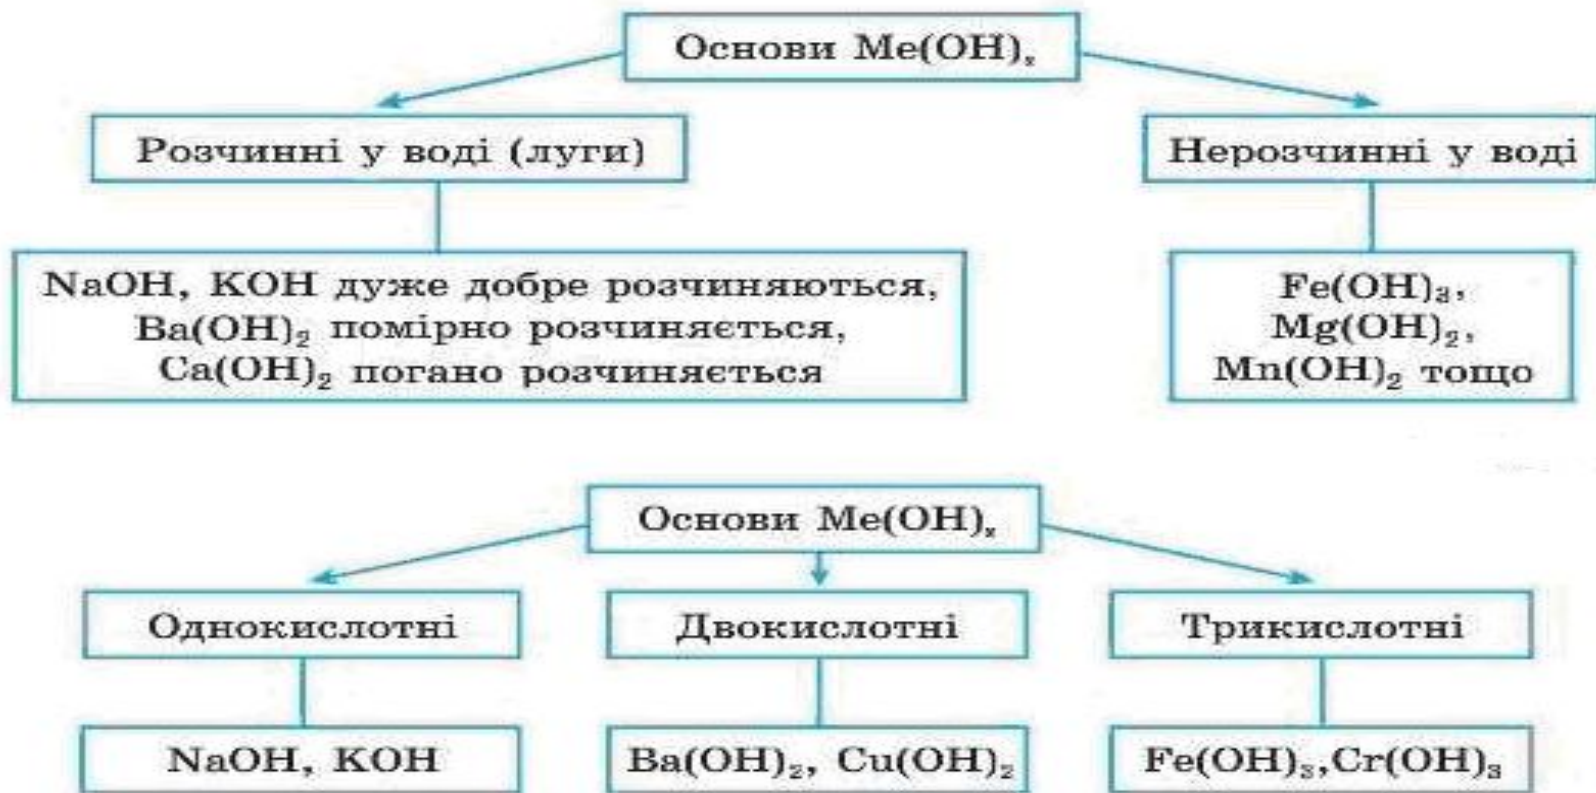 Основи Me(OH)ₓ
Розчинні у воді (луги)
Нерозчинні у воді
NaOH, KOH дуже добре розчиняються,
Ba(OH)₂ помірно розчиняється,
Ca(OH)₂ погано розчиняється
Fe(OH)₃,
Mg(OH)₂,
Mn(OH)₂ тощо
Основи Me(OH)ₓ
Однокислотні
Двокислотні
Трикислотні
NaOH, KOH
Ba(OH)₂, Cu(OH)₂
Fe(OH)₃,Cr(OH)₃